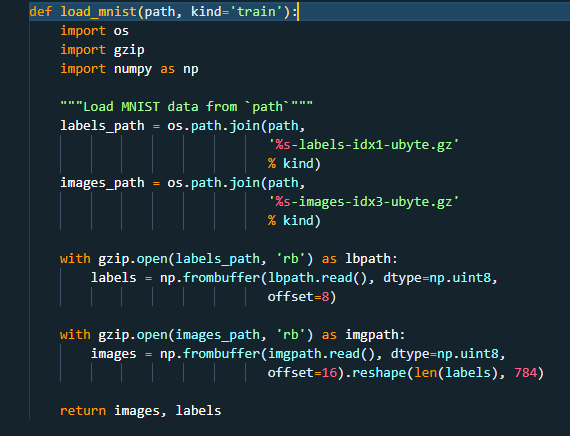 def load_mnist(path, kind='train'):
    import os
    import gzip
    import numpy as np

    """Load MNIST data from `path`"""
    labels_path = os.path.join(path,
                               '%s-labels-idx1-ubyte.gz'
                               % kind)
    images_path = os.path.join(path,
                               '%s-images-idx3-ubyte.gz'
                               % kind)

    with gzip.open(labels_path, 'rb') as lbpath:
        labels = np.frombuffer(lbpath.read(), dtype=np.uint8,
                               offset=8)

    with gzip.open(images_path, 'rb') as imgpath:
        images = np.frombuffer(imgpath.read(), dtype=np.uint8,
                               offset=16).reshape(len(labels), 784)

    return images, labels